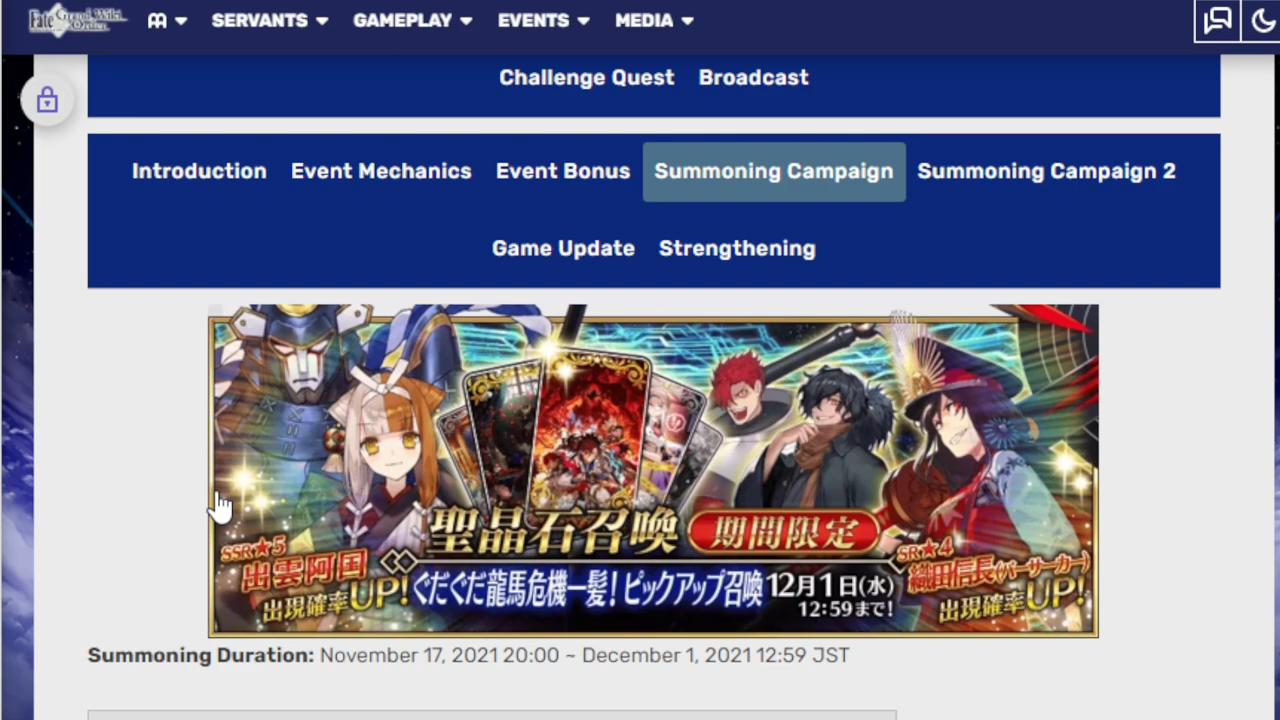 Fate Grand Wiki
Order
SERVANTS GAMEPLAY EVENTS MEDIA
Challenge Quest Broadcast
Introduction Event Mechanics Event Bonus Summoning Campaign Summoning Campaign 2
Game Update Strengthening
聖晶石召喚 期間限定
SSR★5
出雲阿国
出現確率UP!
ぐだぐだ龍馬危機一髪!ピックアップ召喚
12月1日(水)
12:59まで!
SR★4
織田信長(バーサーカー)
出現確率UP!
Summoning Duration: November 17, 2021 20:00 ~ December 1, 2021 12:59 JST